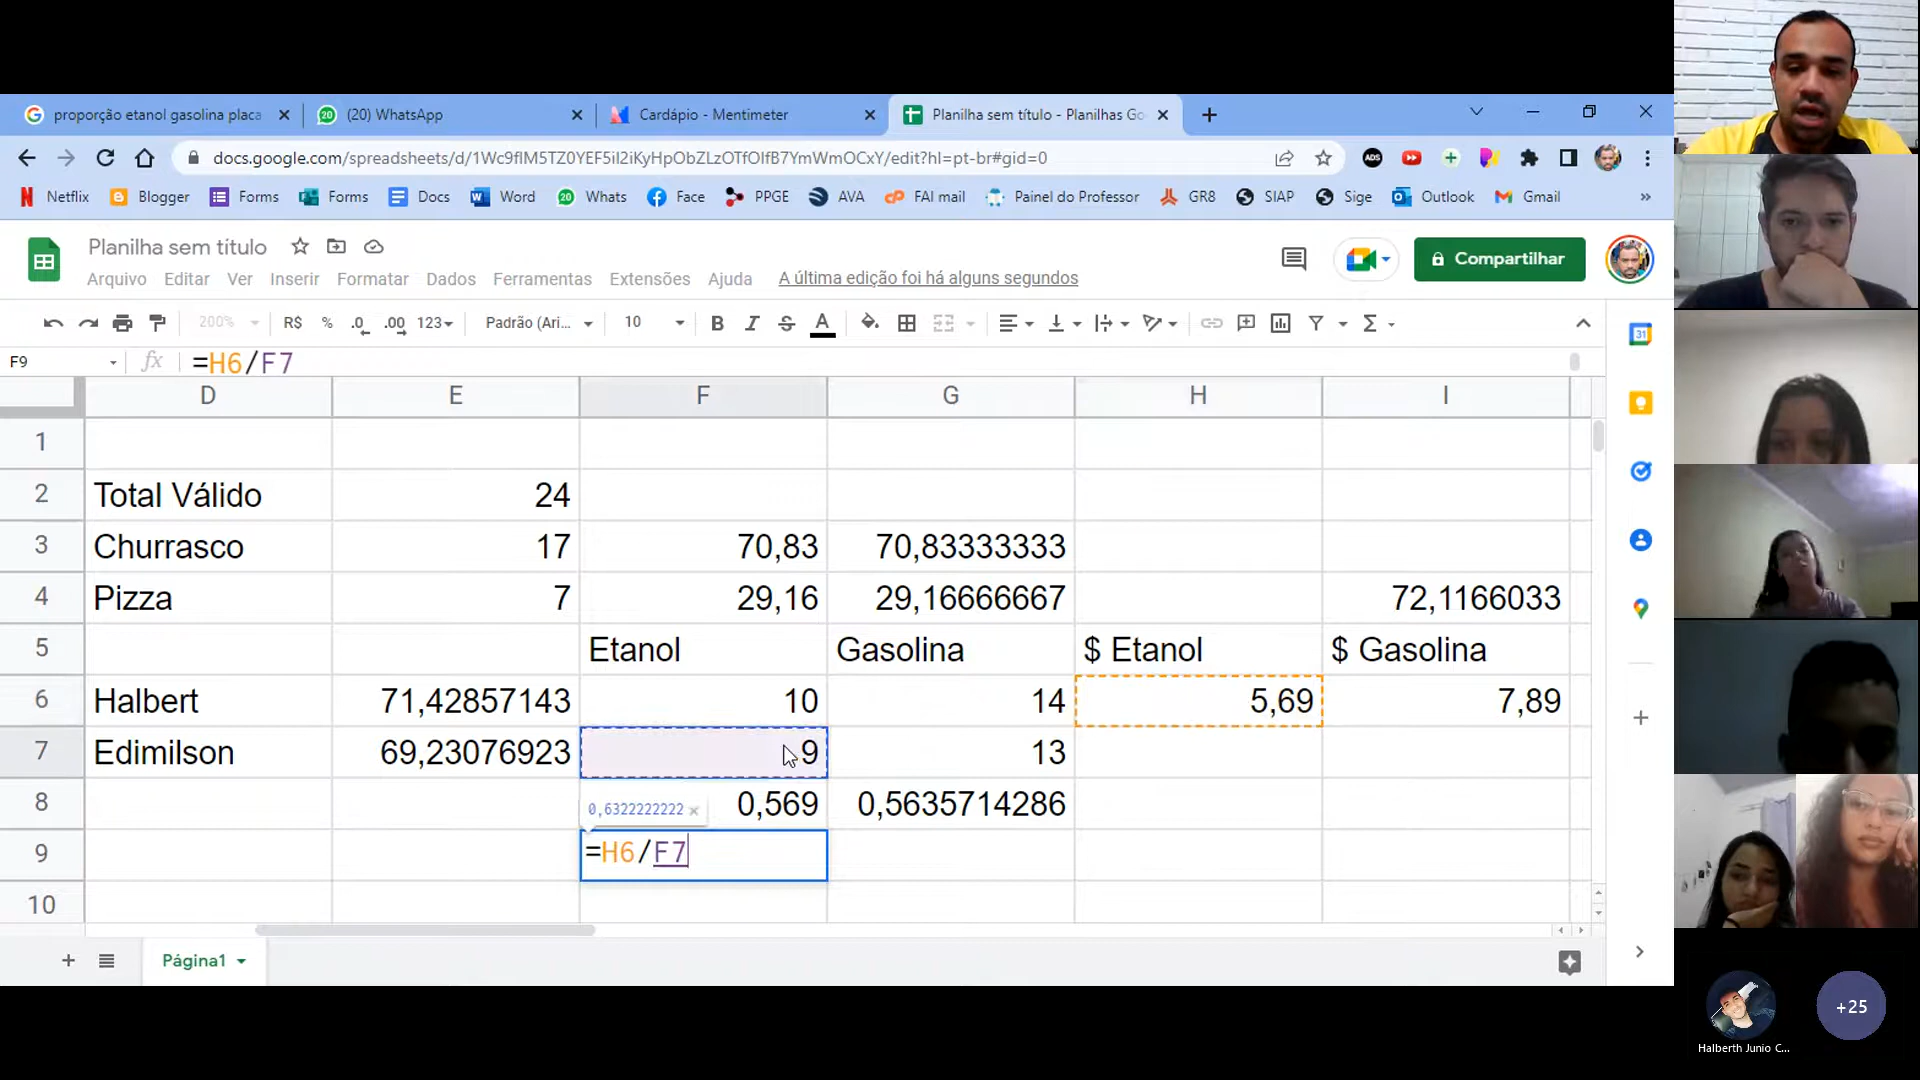 proporção etanol gasolina placa
(20) WhatsApp
Cardápio - Mentimeter
Planilha sem título - Planilhas Go
docs.google.com/spreadsheets/d/1Wc9flM5TZ0YEF5iI2iKyHpObZLzOTfOIfB7YmWmOCxY/edit?hl=pt-br#gid=0
Netflix Blogger Forms Forms Docs Word Whats Face PPGE AVA FAI mail Painel do Professor GR8 SIAP Sige Outlook Gmail »
Planilha sem título
Arquivo Editar Ver Inserir Formatar Dados Ferramentas Extensões Ajuda A última edição foi há alguns segundos
Compartilhar
200% R$ % .0 .00 123 Padrão (Ari... 10 B I S A
F9 fx =H6/F7
D E F G H I
1
2 Total Válido 24
3 Churrasco 17 70,83 70,83333333
4 Pizza 7 29,16 29,16666667 72,1166033
5 Etanol Gasolina $ Etanol $ Gasolina
6 Halbert 71,42857143 10 14 5,69 7,89
7 Edimilson 69,23076923 9 13
8 0,6322222222 × 0,569 0,5635714286
9 =H6/F7
10
Página1
+25
Halberth Junio C...